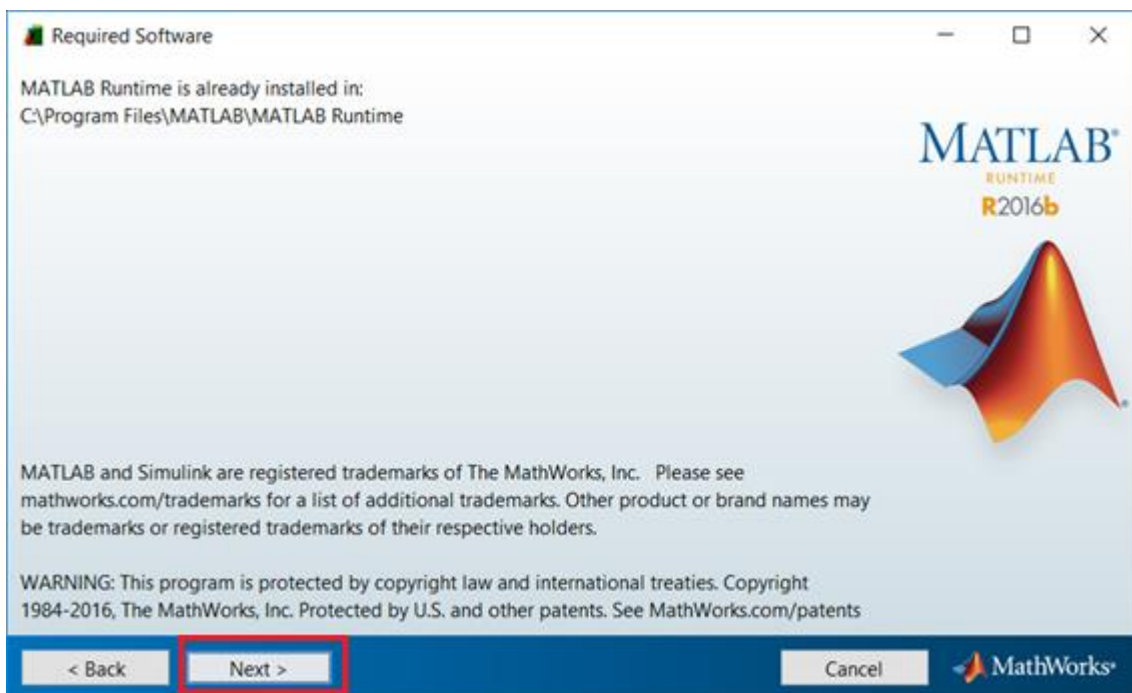 Required Software
MATLAB Runtime is already installed in:
C:\Program Files\MATLAB\MATLAB Runtime
MATLAB®
RUNTIME
R2016b
MATLAB and Simulink are registered trademarks of The MathWorks, Inc.   Please see
mathworks.com/trademarks for a list of additional trademarks. Other product or brand names may
be trademarks or registered trademarks of their respective holders.
WARNING: This program is protected by copyright law and international treaties. Copyright
1984-2016, The MathWorks, Inc. Protected by U.S. and other patents. See MathWorks.com/patents
< Back
Next >
Cancel
MathWorks®